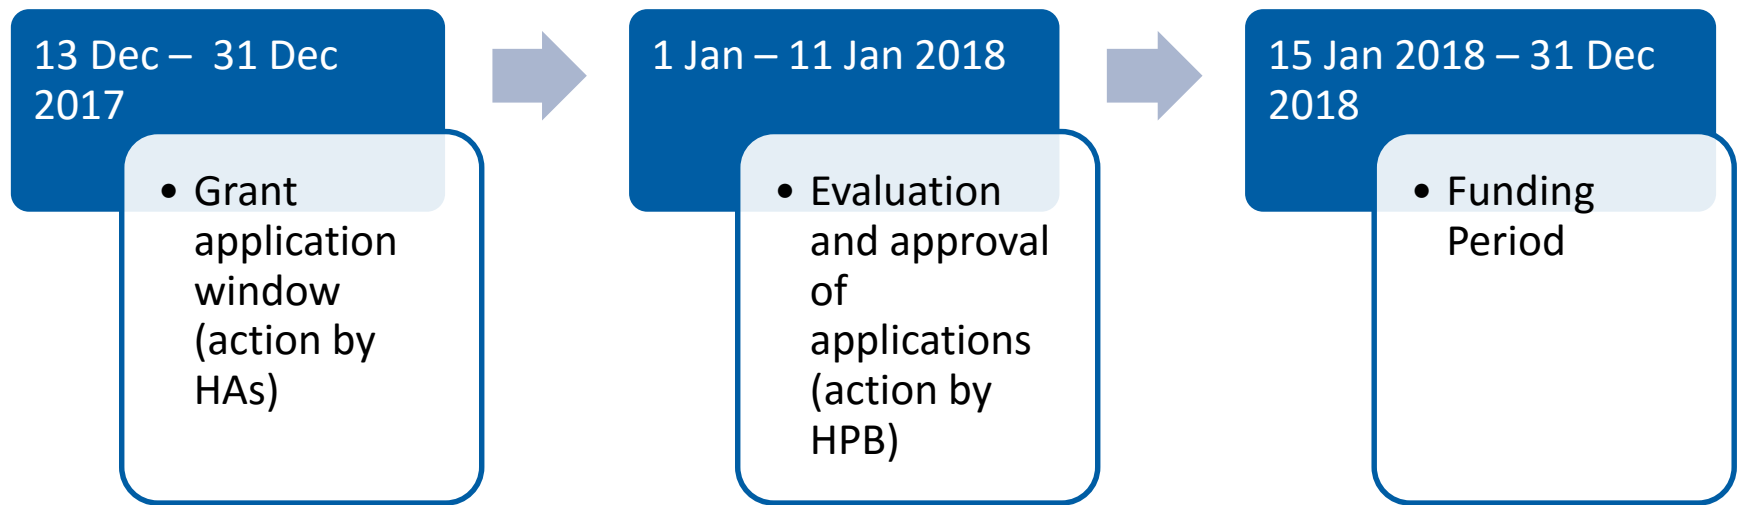 13 Dec –  31 Dec
2017
• Grant
application
window
(action by
HAs)
1 Jan – 11 Jan 2018
• Evaluation
and approval
of
applications
(action by
HPB)
15 Jan 2018 – 31 Dec
2018
• Funding
Period